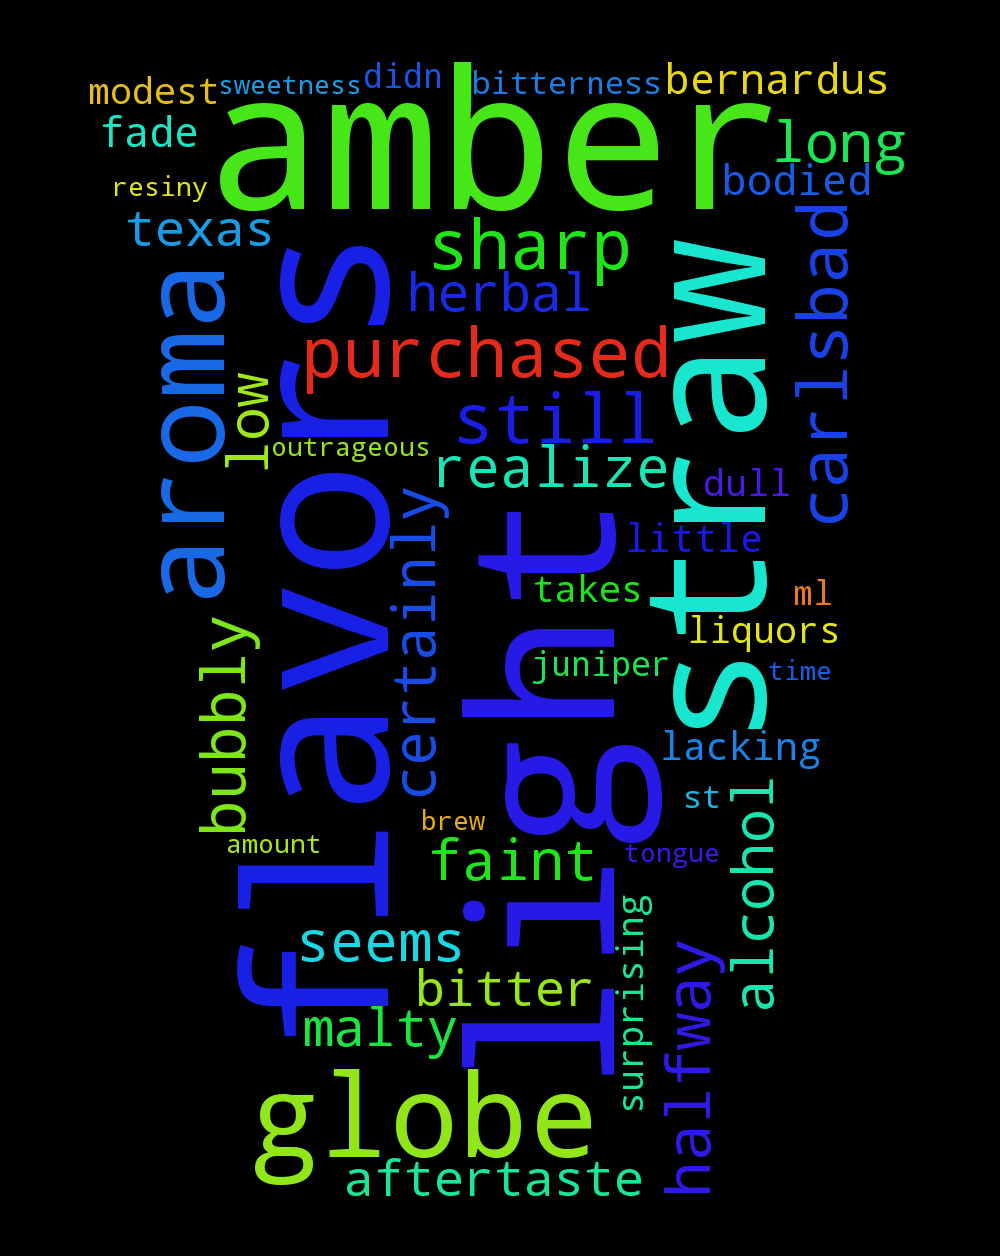 modest
sweetness
didn
bitterness
bernardus
fade
amber
long
resiny
bodied
texas
sharp
carlsbad
aroma
flavors
herbal
straw
purchased
low
still
outrageous
realize
dull
certainly
little
light
takes
ml
bubbly
liquors
juniper
time
lacking
st
alcohol
brew
amount
faint
tongue
seems
surprising
bitter
halfway
malty
globe
aftertaste